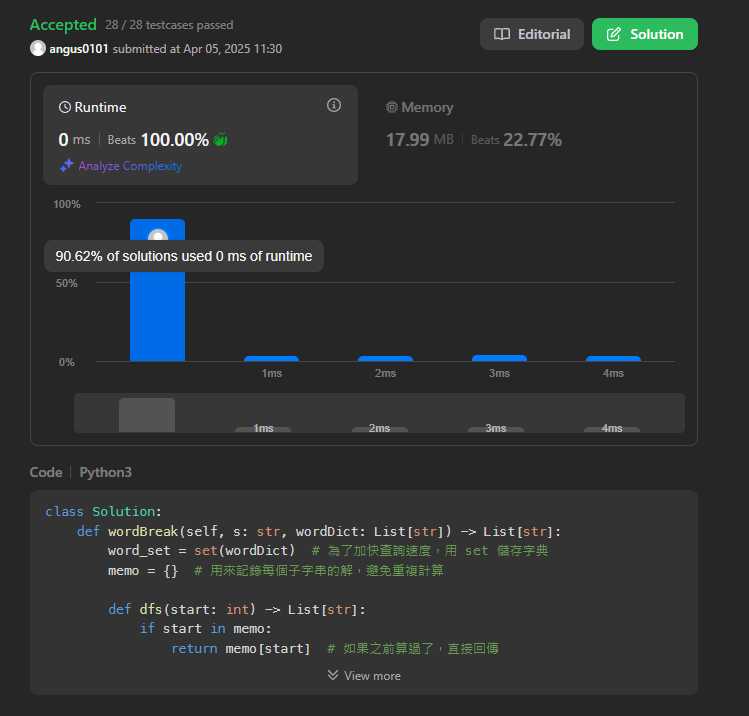 Accepted 28 / 28 testcases passed
angus0101 submitted at Apr 05, 2025 11:30
Editorial
Solution
Runtime
0 ms | Beats 100.00%
Analyze Complexity
Memory
17.99 MB | Beats 22.77%
100%
90.62% of solutions used 0 ms of runtime
50%
0%
1ms 2ms 3ms 4ms
1ms 2ms 3ms 4ms
Code | Python3
class Solution:
    def wordBreak(self, s: str, wordDict: List[str]) -> List[str]:
        word_set = set(wordDict)  # 為了加快查詢速度，用 set 儲存字典
        memo = {}  # 用來記錄每個子字串的解，避免重複計算
        def dfs(start: int) -> List[str]:
            if start in memo:
                return memo[start]  # 如果之前算過了，直接回傳
View more